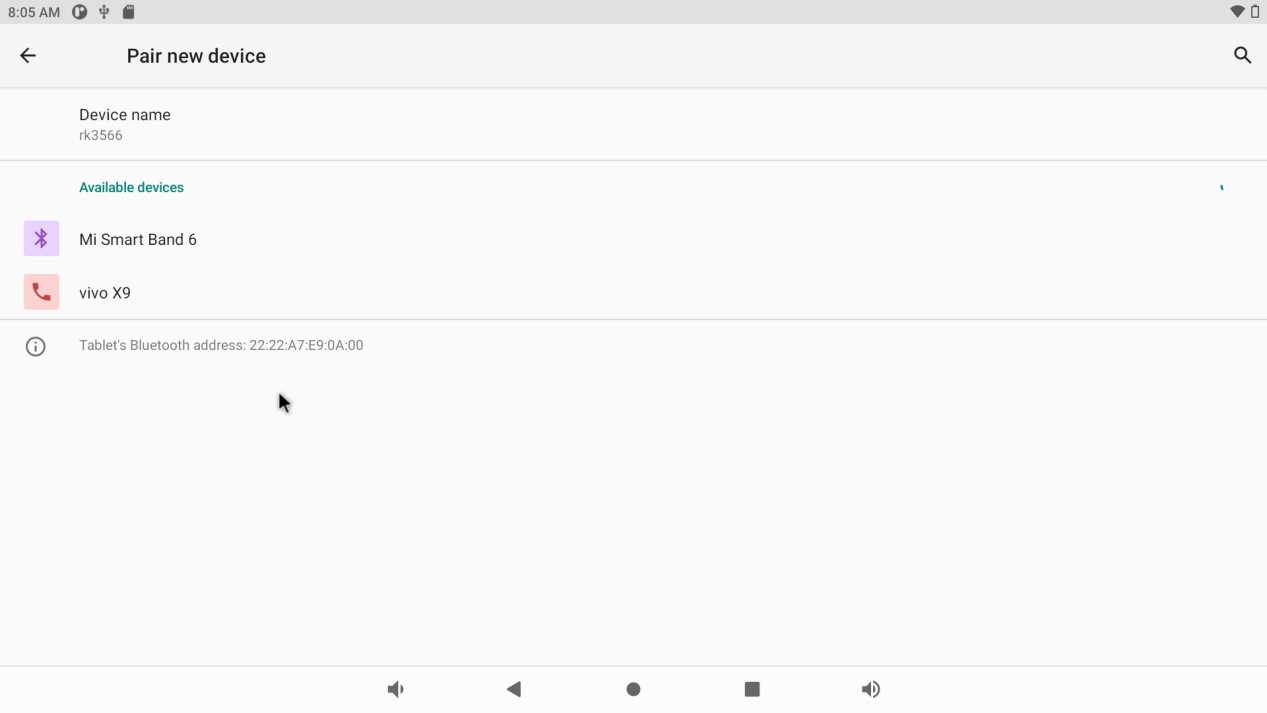 8:05 AM
Pair new device
Device name
rk3566
Available devices
Mi Smart Band 6
vivo X9
Tablet's Bluetooth address: 22:22:A7:E9:0A:00